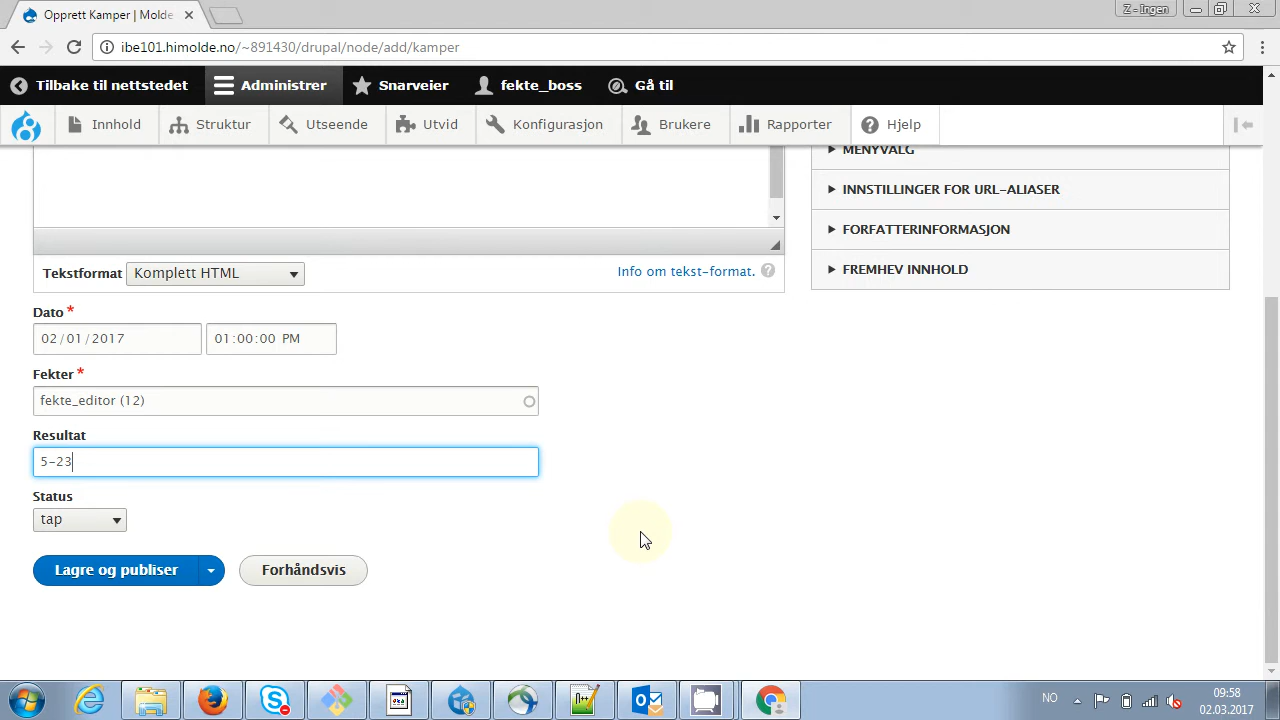 Opprett Kamper | Molde
Z - Ingen
ibe101.himolde.no/~891430/drupal/node/add/kamper
Tilbake til nettstedet Administrer Snarveier fekte_boss Gå til
Innhold Struktur Utseende Utvid Konfigurasjon Brukere Rapporter Hjelp
MENYVALG
INNSTILLINGER FOR URL-ALIASER
FORFATTERINFORMASJON
FREMHEV INNHOLD
Tekstformat Komplett HTML Info om tekst-format. ?
Dato *
02/01/2017 01:00:00 PM
Fekter *
fekte_editor (12)
Resultat
5-23
Status
tap
Lagre og publiser Forhåndsvis
NO
09:58
02.03.2017